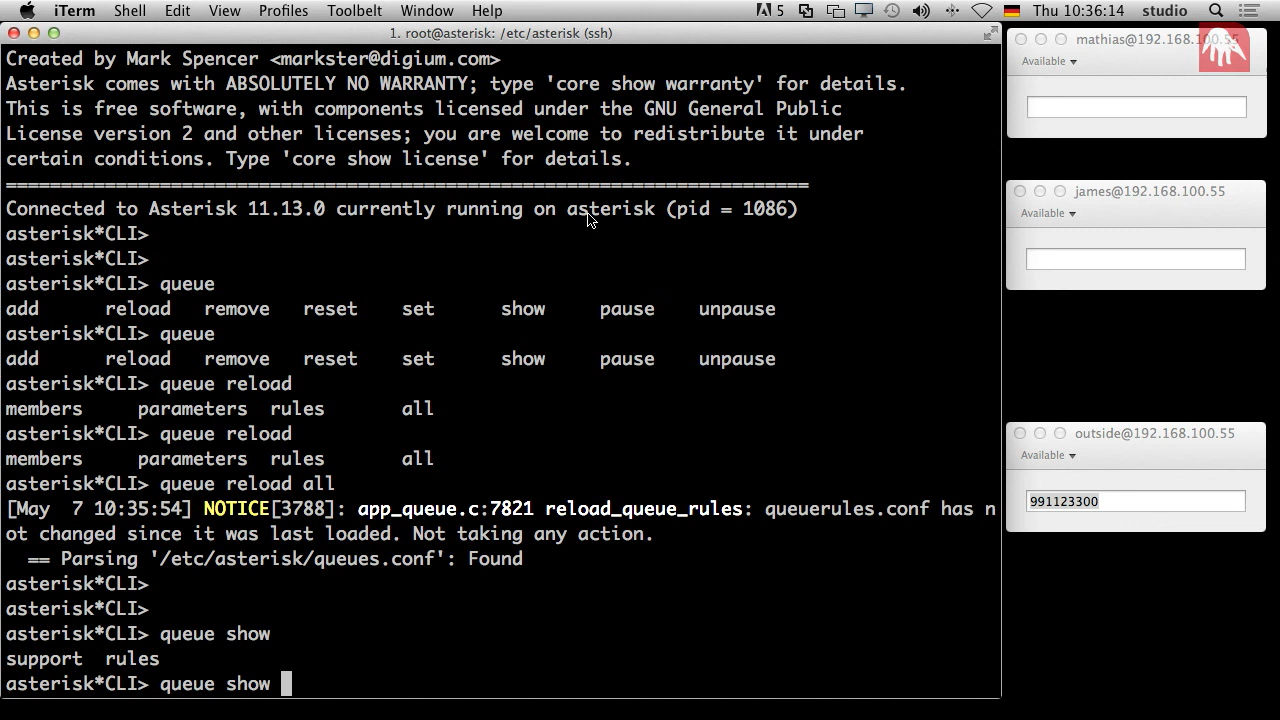 iTerm Shell Edit View Profiles Toolbelt Window Help 5 Thu 10:36:14 studio
1. root@asterisk: /etc/asterisk (ssh)
Created by Mark Spencer <markster@digium.com>
Asterisk comes with ABSOLUTELY NO WARRANTY; type 'core show warranty' for details.
This is free software, with components licensed under the GNU General Public
License version 2 and other licenses; you are welcome to redistribute it under
certain conditions. Type 'core show license' for details.
=========================================================================
Connected to Asterisk 11.13.0 currently running on asterisk (pid = 1086)
asterisk*CLI>
asterisk*CLI>
asterisk*CLI> queue
add reload remove reset set show pause unpause
asterisk*CLI> queue
add reload remove reset set show pause unpause
asterisk*CLI> queue reload
members parameters rules all
asterisk*CLI> queue reload
members parameters rules all
asterisk*CLI> queue reload all
[May  7 10:35:54] NOTICE[3788]: app_queue.c:7821 reload_queue_rules: queuerules.conf has n
ot changed since it was last loaded. Not taking any action.
== Parsing '/etc/asterisk/queues.conf': Found
asterisk*CLI>
asterisk*CLI>
asterisk*CLI> queue show
support rules
asterisk*CLI> queue show
mathias@192.168.100.55
Available
james@192.168.100.55
Available
outside@192.168.100.55
Available
991123300